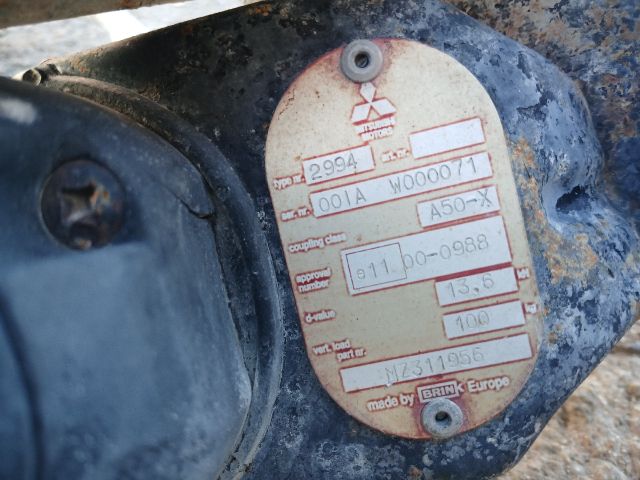 MITSUBISHI
MOTORS
type nr. 2994 art. nr.
ser.nr. 001A W000071
coupling class A50-X
approval number e11 00-0988
d-value 13,6 kN
vert. load 100 kg
part nr. MZ311956
made by BRINK Europe